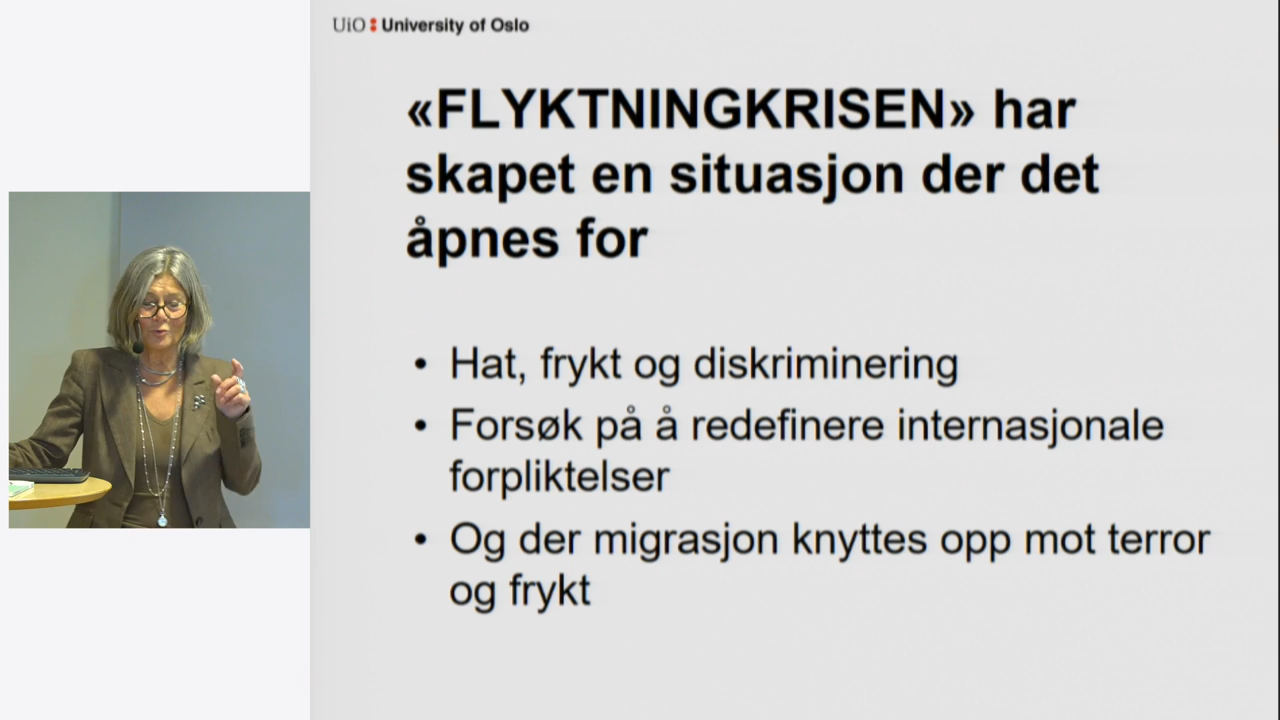 UiO: University of Oslo
«FLYKTNINGKRISEN» har
skapet en situasjon der det
åpnes for
• Hat, frykt og diskriminering
• Forsøk på å redefinere internasjonale
forpliktelser
• Og der migrasjon knyttes opp mot terror
og frykt